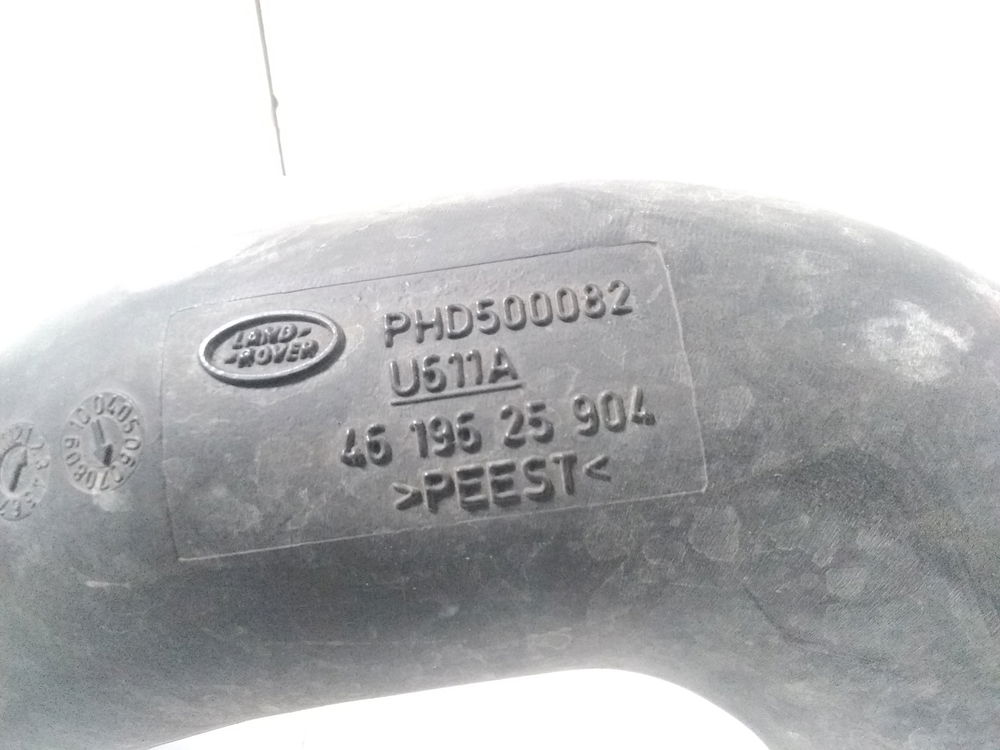 LAND-
-ROVER
PHD500082
U611A
46 196 25 904
>PEEST<